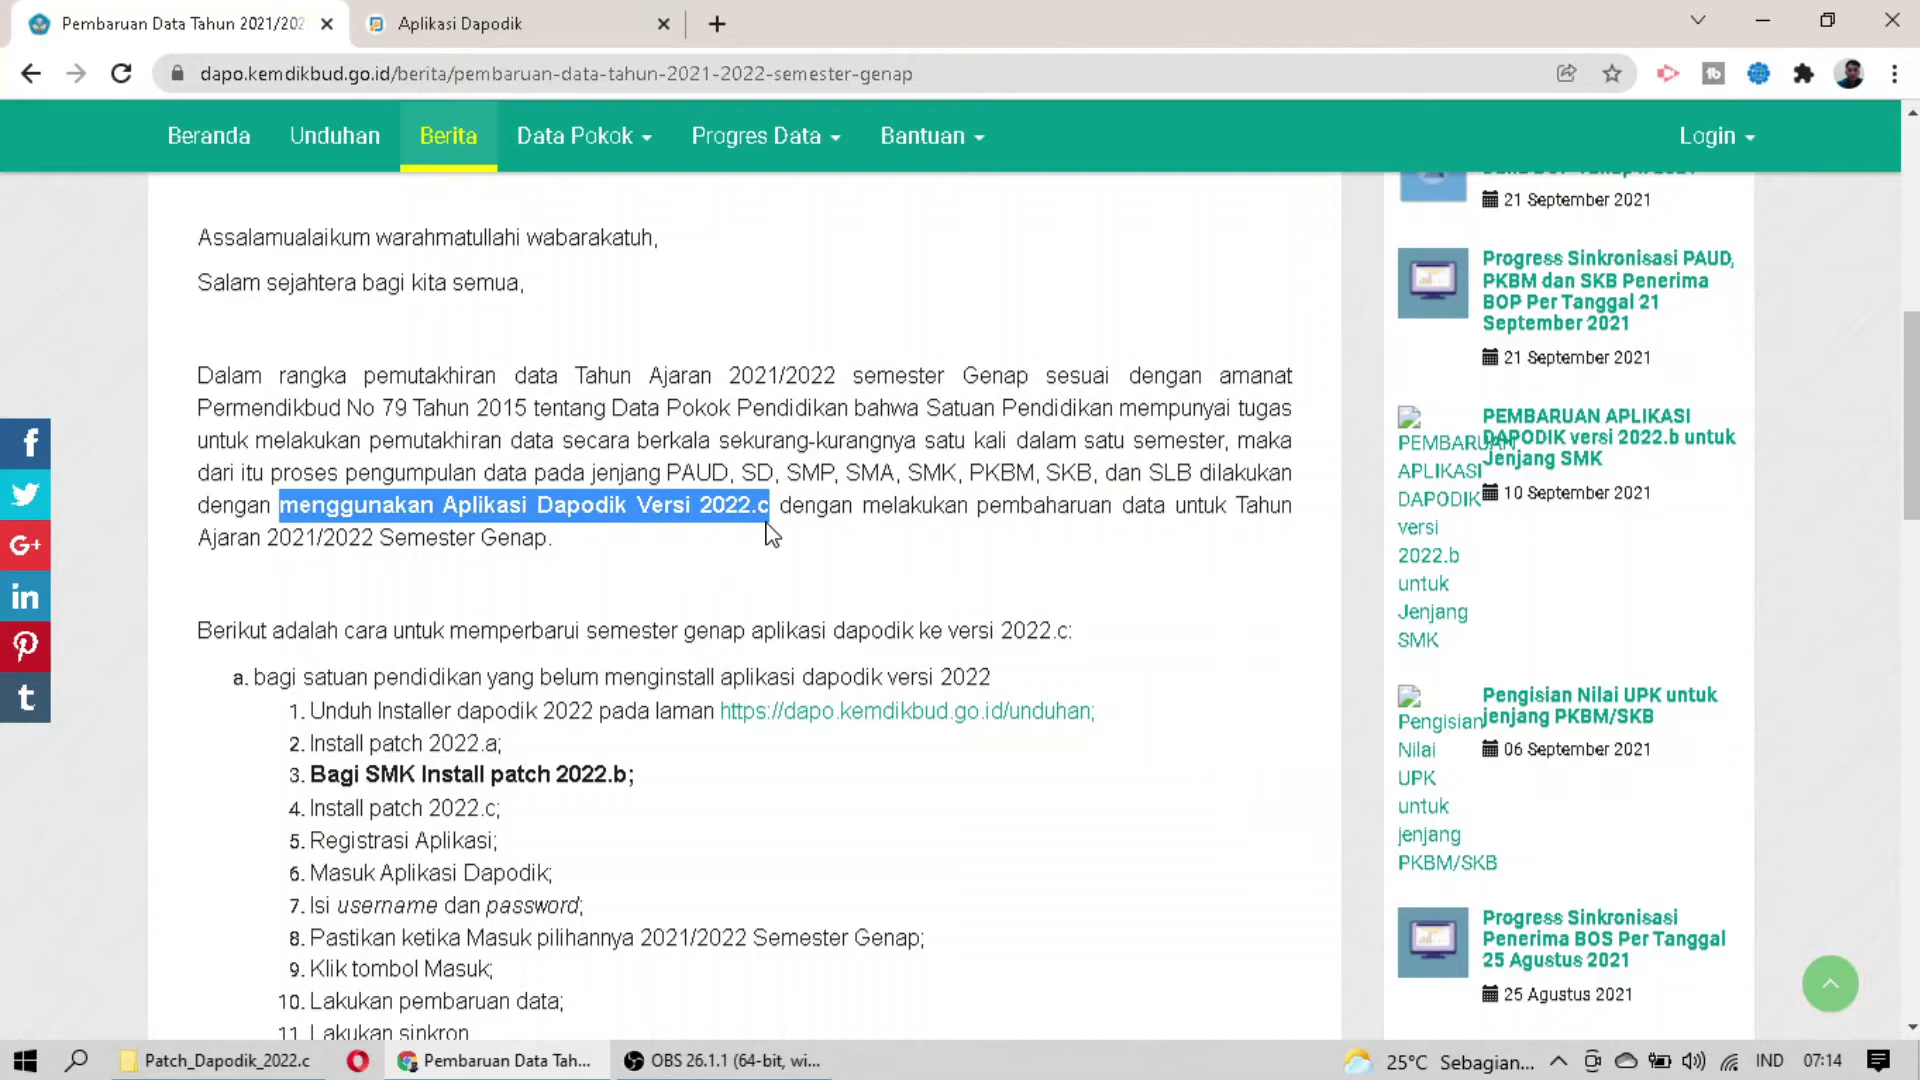 Pembaruan Data Tahun 2021/202
Aplikasi Dapodik
dapo.kemdikbud.go.id/berita/pembaruan-data-tahun-2021-2022-semester-genap
Beranda
Unduhan
Berita
Data Pokok
Progres Data
Bantuan
Login
Assalamualaikum warahmatullahi wabarakatuh,
Salam sejahtera bagi kita semua,
Dalam rangka pemutakhiran data Tahun Ajaran 2021/2022 semester Genap sesuai dengan amanat
Permendikbud No 79 Tahun 2015 tentang Data Pokok Pendidikan bahwa Satuan Pendidikan mempunyai tugas
untuk melakukan pemutakhiran data secara berkala sekurang-kurangnya satu kali dalam satu semester, maka
dari itu proses pengumpulan data pada jenjang PAUD, SD, SMP, SMA, SMK, PKBM, SKB, dan SLB dilakukan
dengan menggunakan Aplikasi Dapodik Versi 2022.c dengan melakukan pembaharuan data untuk Tahun
Ajaran 2021/2022 Semester Genap.
Berikut adalah cara untuk memperbarui semester genap aplikasi dapodik ke versi 2022.c:
a. bagi satuan pendidikan yang belum menginstall aplikasi dapodik versi 2022
1. Unduh Installer dapodik 2022 pada laman https://dapo.kemdikbud.go.id/unduhan;
2. Install patch 2022.a;
3. Bagi SMK Install patch 2022.b;
4. Install patch 2022.c;
5. Registrasi Aplikasi;
6. Masuk Aplikasi Dapodik;
7. Isi username dan password;
8. Pastikan ketika Masuk pilihannya 2021/2022 Semester Genap;
9. Klik tombol Masuk;
10. Lakukan pembaruan data;
11. Lakukan sinkron
21 September 2021
Progress Sinkronisasi PAUD,
PKBM dan SKB Penerima
BOP Per Tanggal 21
September 2021
21 September 2021
PEMBARUAN
APLIKASI
DAPODIK
versi
2022.b
untuk
Jenjang
SMK
PEMBARUAN APLIKASI
DAPODIK versi 2022.b untuk
Jenjang SMK
10 September 2021
Pengisian
Nilai
UPK
untuk
jenjang
PKBM/SKB
Pengisian Nilai UPK untuk
jenjang PKBM/SKB
06 September 2021
Progress Sinkronisasi
Penerima BOS Per Tanggal
25 Agustus 2021
25 Agustus 2021
Patch_Dapodik_2022.c
Pembaruan Data Tah...
OBS 26.1.1 (64-bit, wi...
25°C Sebagian...
IND
07:14